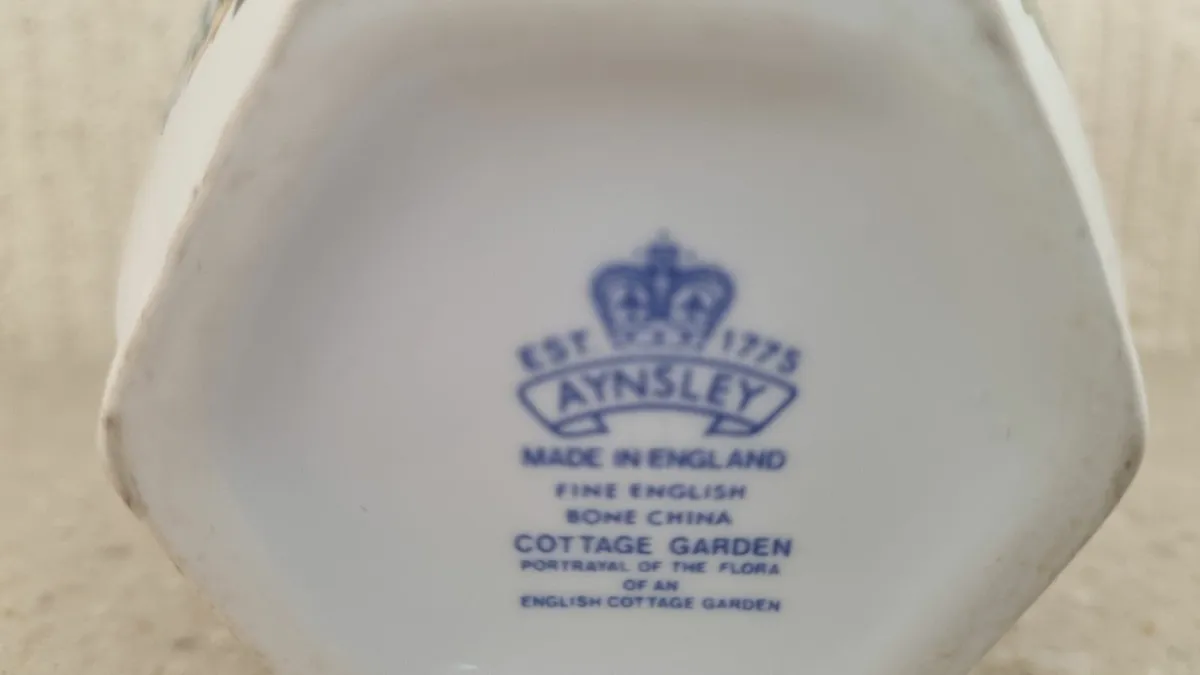 EST 1775
AYNSLEY
MADE IN ENGLAND
FINE ENGLISH
BONE CHINA
COTTAGE GARDEN
PORTRAYAL OF THE FLORA
OF AN
ENGLISH COTTAGE GARDEN